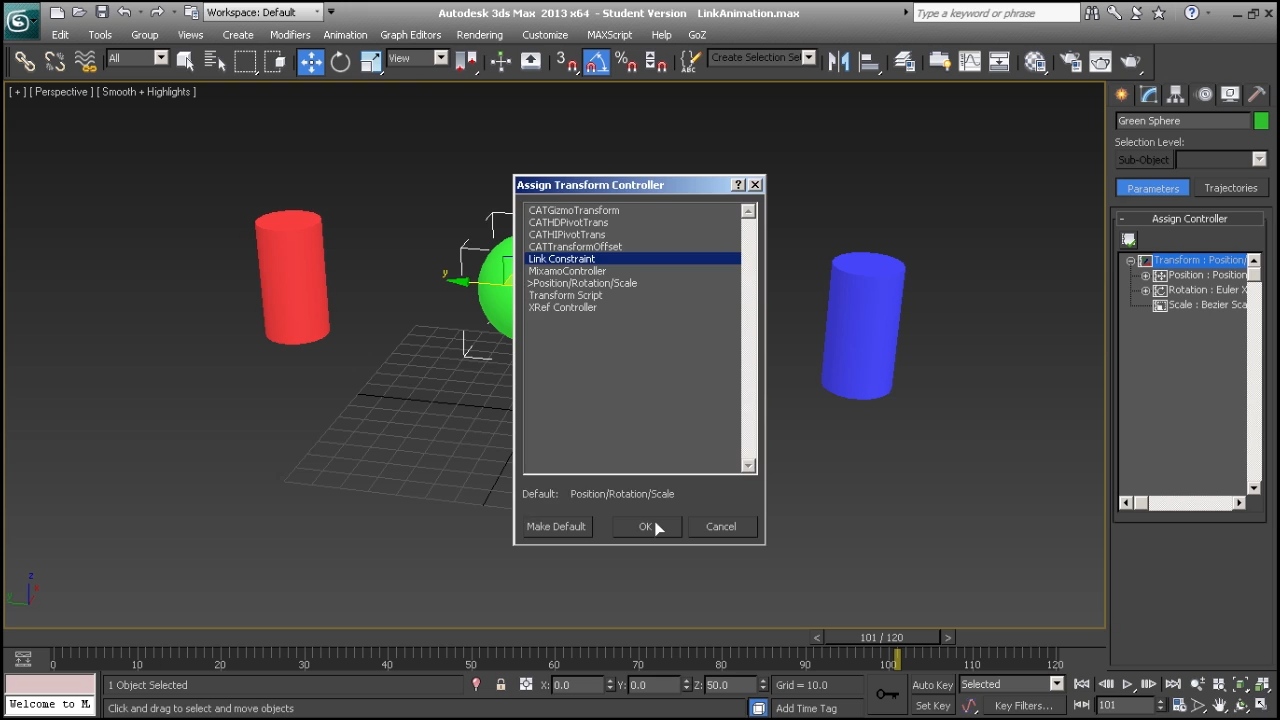 Workspace: Default
Autodesk 3ds Max 2013 x64 - Student Version LinkAnimation.max
Type a keyword or phrase
Edit Tools Group Views Create Modifiers Animation Graph Editors Rendering Customize MAXScript Help GoZ
All
View
3
Create Selection Se
[ + ] [ Perspective ] [ Smooth + Highlights ]
Green Sphere
Selection Level:
Sub-Object
Parameters Trajectories
- Assign Controller
Transform : Position/
Position : Position
Rotation : Euler X
Scale : Bezier Sca
Assign Transform Controller
CATGizmoTransform
CATHDPivotTrans
CATHIPivotTrans
CATTransformOffset
Link Constraint
MixamoController
>Position/Rotation/Scale
Transform Script
XRef Controller
Default: Position/Rotation/Scale
Make Default OK Cancel
y
z
y
< 101 / 120 >
0 10 20 30 40 50 60 70 80 90 100 110 120
1 Object Selected
X: 0.0 Y: 0.0 Z: 50.0 Grid = 10.0
Auto Key Selected
Welcome to M
Click and drag to select and move objects
Add Time Tag
Set Key Key Filters... 101